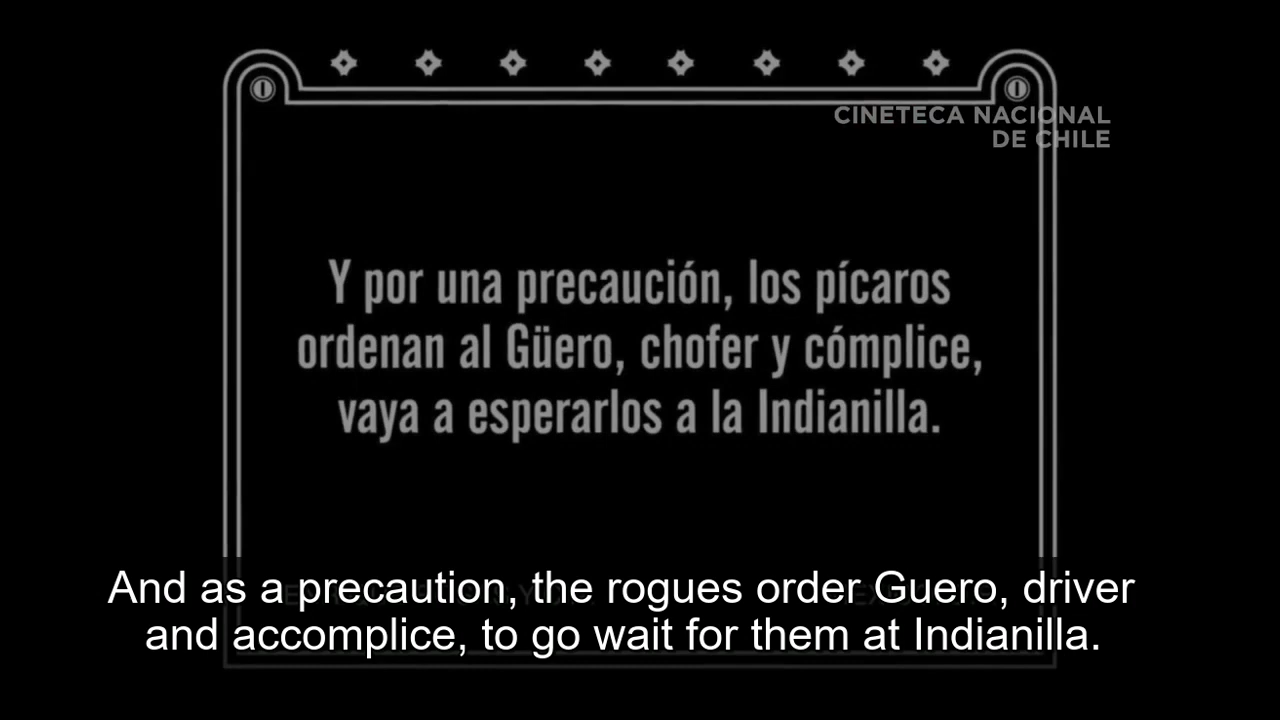 CINETECA NACIONAL
DE CHILE
Y por una precaución, los pícaros
ordenan al Güero, chofer y cómplice,
vaya a esperarlos a la Indianilla.
And as a precaution, the rogues order Guero, driver
and accomplice, to go wait for them at Indianilla.